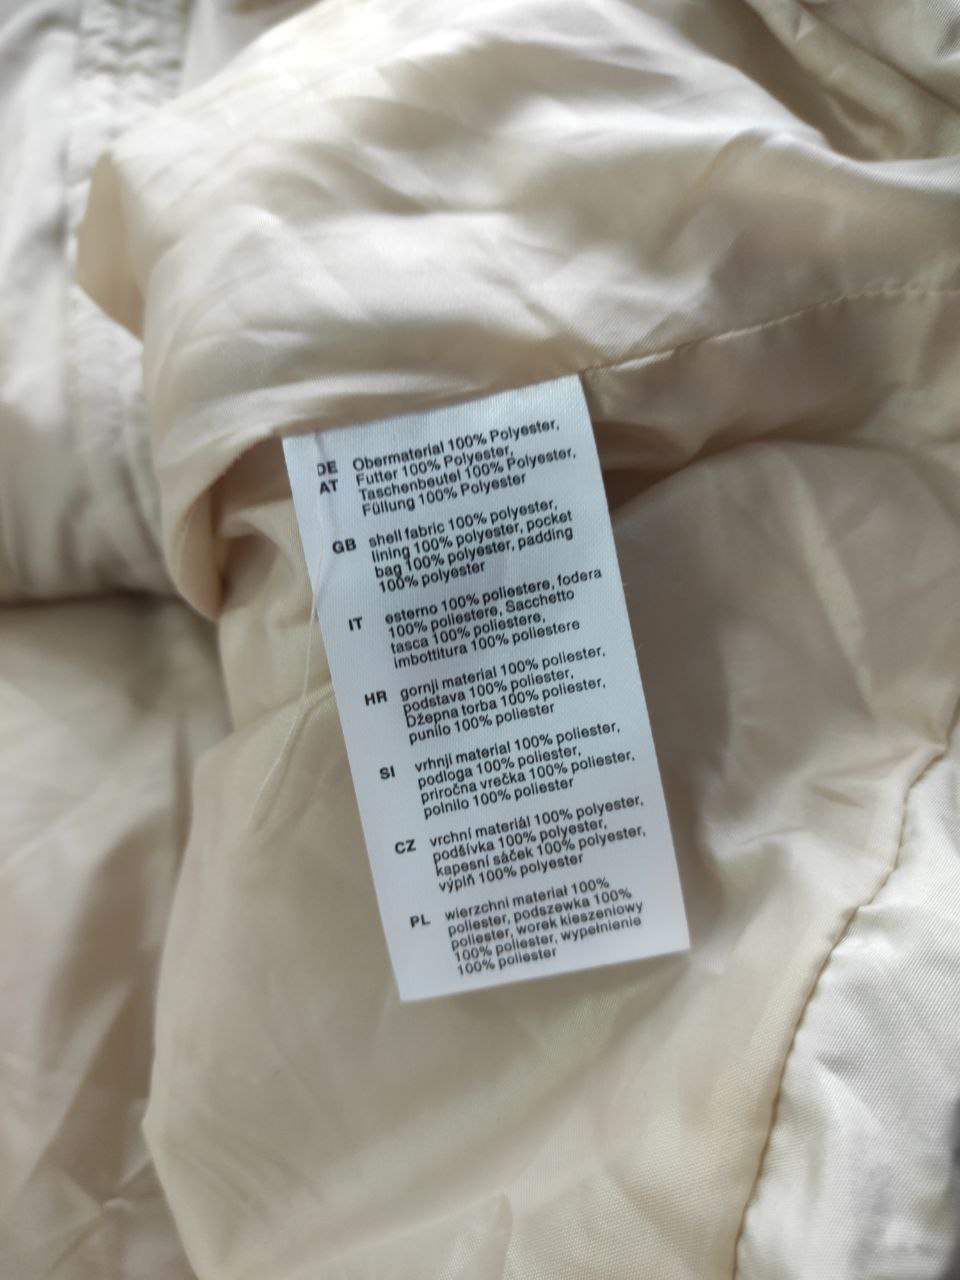 DE Obermaterial 100% Polyester,
AT Futter 100% Polyester,
Taschenbeutel 100% Polyester,
Füllung 100% Polyester
GB shell fabric 100% polyester,
lining 100% polyester, pocket
bag 100% polyester, padding
100% polyester
IT esterno 100% poliestere, fodera
100% poliestere, Sacchetto
tasca 100% poliestere,
imbottitura 100% poliestere
HR gornji material 100% poliester,
podstava 100% poliester,
Džepna torba 100% poliester,
punilo 100% poliester
SI vrhnji material 100% poliester,
podloga 100% poliester,
priročna vrečka 100% poliester,
polnilo 100% poliester
CZ vrchní materiál 100% polyester,
podšívka 100% polyester,
kapesní sáček 100% polyester,
výplň 100% polyester
PL wierzchni materiał 100%
poliester, podszewka 100%
poliester, worek kieszeniowy
100% poliester, wypełnienie
100% poliester